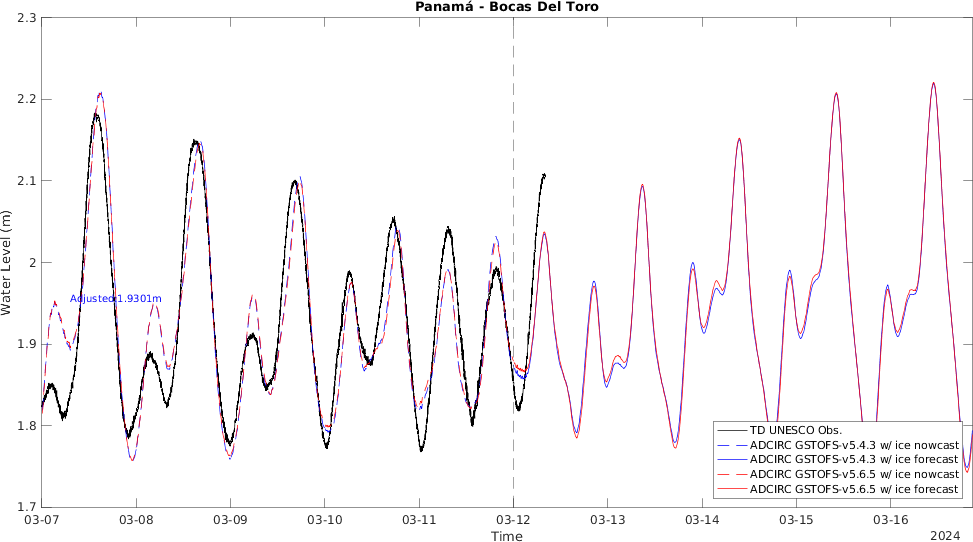 Panamá - Bocas Del Toro
2.3
2.2
2.1
2
1.9
1.8
1.7
Water Level (m)
Adjusted 1.9301m
TD UNESCO Obs.
ADCIRC GSTOFS-v5.4.3 w/ ice nowcast
ADCIRC GSTOFS-v5.4.3 w/ ice forecast
ADCIRC GSTOFS-v5.6.5 w/ ice nowcast
ADCIRC GSTOFS-v5.6.5 w/ ice forecast
03-07 03-08 03-09 03-10 03-11 03-12 03-13 03-14 03-15 03-16
Time
2024